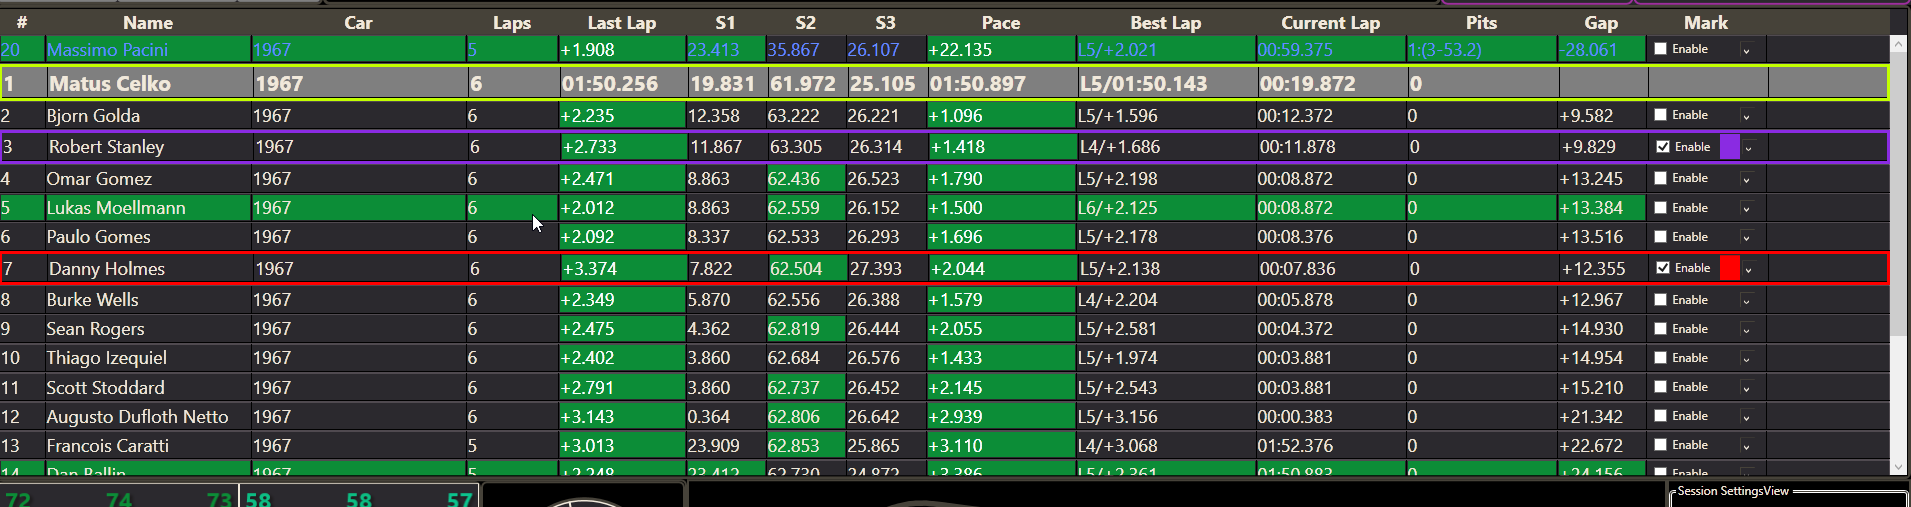 # Name Car Laps Last Lap S1 S2 S3 Pace Best Lap Current Lap Pits Gap Mark
20 Massimo Pacini 1967 5 +1.908 23.413 35.867 26.107 +22.135 L5/+2.021 00:59.375 1:(3-53.2) -28.061 Enable
1 Matus Celko 1967 6 01:50.256 19.831 61.972 25.105 01:50.897 L5/01:50.143 00:19.872 0
2 Bjorn Golda 1967 6 +2.235 12.358 63.222 26.221 +1.096 L5/+1.596 00:12.372 0 +9.582 Enable
3 Robert Stanley 1967 6 +2.733 11.867 63.305 26.314 +1.418 L4/+1.686 00:11.878 0 +9.829 Enable
4 Omar Gomez 1967 6 +2.471 8.863 62.436 26.523 +1.790 L5/+2.198 00:08.872 0 +13.245 Enable
5 Lukas Moellmann 1967 6 +2.012 8.863 62.559 26.152 +1.500 L6/+2.125 00:08.872 0 +13.384 Enable
6 Paulo Gomes 1967 6 +2.092 8.337 62.533 26.293 +1.696 L5/+2.178 00:08.376 0 +13.516 Enable
7 Danny Holmes 1967 6 +3.374 7.822 62.504 27.393 +2.044 L5/+2.138 00:07.836 0 +12.355 Enable
8 Burke Wells 1967 6 +2.349 5.870 62.556 26.388 +1.579 L4/+2.204 00:05.878 0 +12.967 Enable
9 Sean Rogers 1967 6 +2.475 4.362 62.819 26.444 +2.055 L5/+2.581 00:04.372 0 +14.930 Enable
10 Thiago Izequiel 1967 6 +2.402 3.860 62.684 26.576 +1.433 L5/+1.974 00:03.881 0 +14.954 Enable
11 Scott Stoddard 1967 6 +2.791 3.860 62.737 26.452 +2.145 L5/+2.543 00:03.881 0 +15.210 Enable
12 Augusto Dufloth Netto 1967 6 +3.143 0.364 62.806 26.642 +2.939 L5/+3.156 00:00.383 0 +21.342 Enable
13 Francois Caratti 1967 5 +3.013 23.909 62.853 25.865 +3.110 L4/+3.068 01:52.376 0 +22.672 Enable
14 Dan Ballin 1967 5 +2.248 23.412 62.730 24.872 +3.386 L5/+2.361 01:50.883 0 +24.156 Enable
72 74 73 58 58 57
Session SettingsView